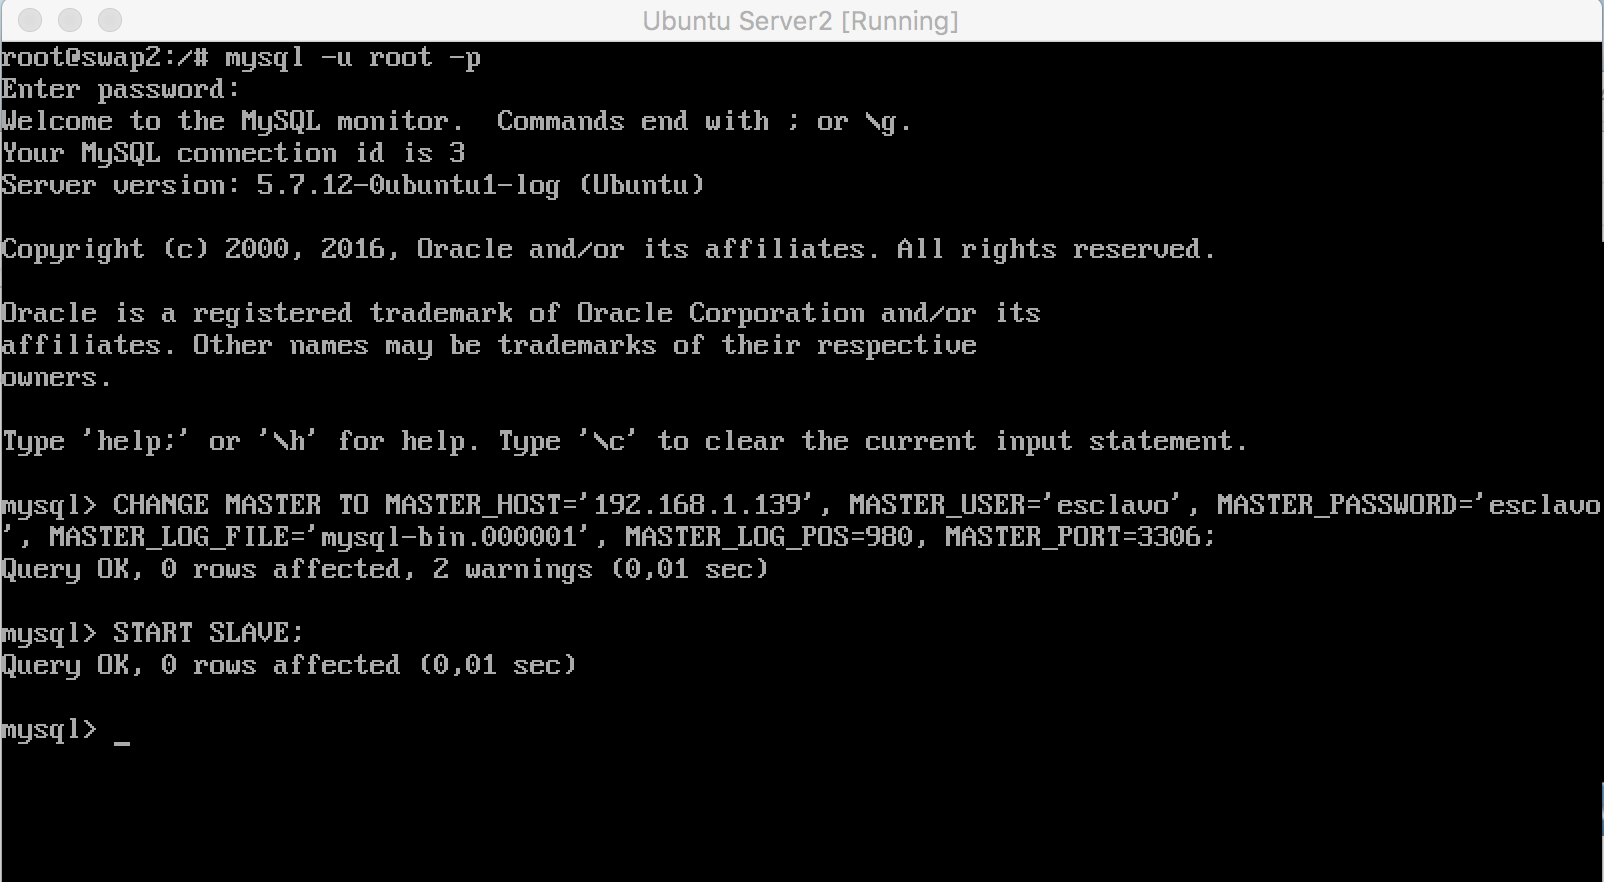 Ubuntu Server2 [Running]
root@swap2:/# mysql -u root -p
Enter password:
Welcome to the MySQL monitor.  Commands end with ; or \g.
Your MySQL connection id is 3
Server version: 5.7.12-0ubuntu1-log (Ubuntu)
Copyright (c) 2000, 2016, Oracle and/or its affiliates. All rights reserved.
Oracle is a registered trademark of Oracle Corporation and/or its
affiliates. Other names may be trademarks of their respective
owners.
Type 'help;' or '\h' for help. Type '\c' to clear the current input statement.
mysql> CHANGE MASTER TO MASTER_HOST='192.168.1.139', MASTER_USER='esclavo', MASTER_PASSWORD='esclavo
', MASTER_LOG_FILE='mysql-bin.000001', MASTER_LOG_POS=980, MASTER_PORT=3306;
Query OK, 0 rows affected, 2 warnings (0,01 sec)
mysql> START SLAVE;
Query OK, 0 rows affected (0,01 sec)
mysql> _